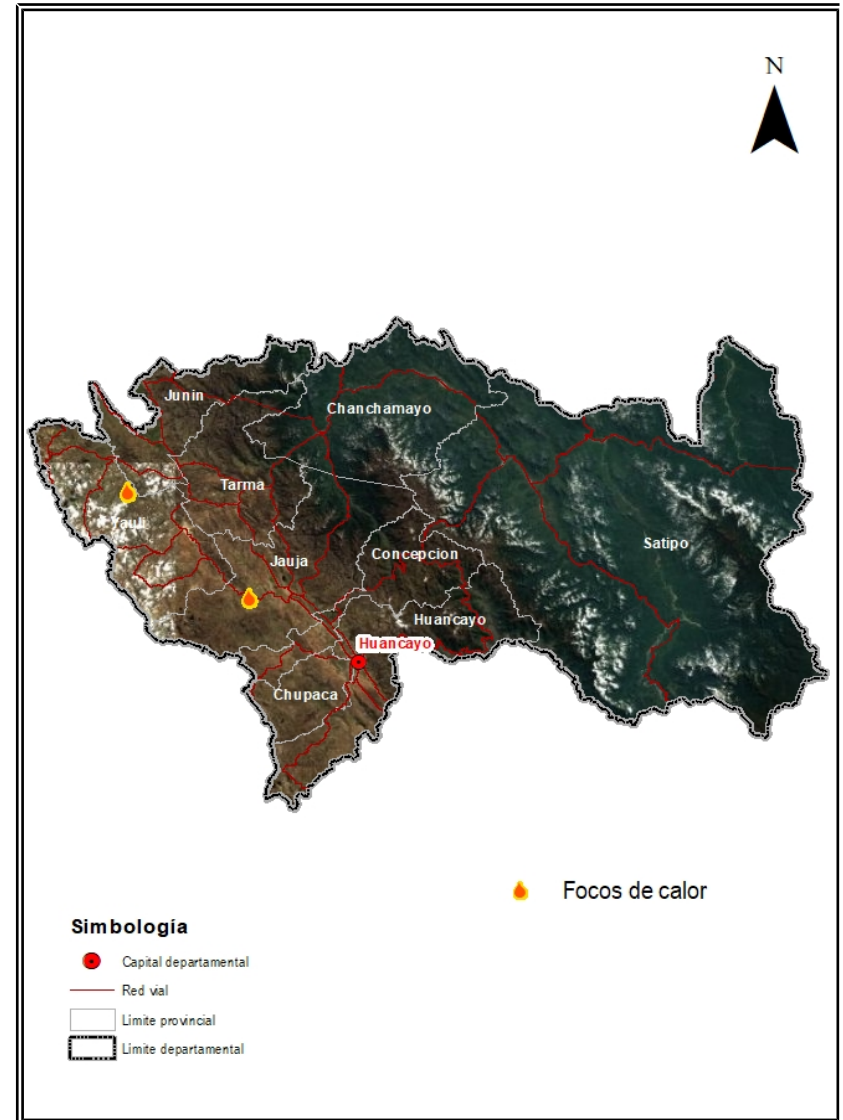 N
Junin
Chanchamayo
Tarma
Yauli
Satipo
Concepcion
Jauja
Huancayo
Huancayo
Chupaca
Focos de calor
Simbología
Capital departamental
Red vial
Limite provincial
Limite departamental